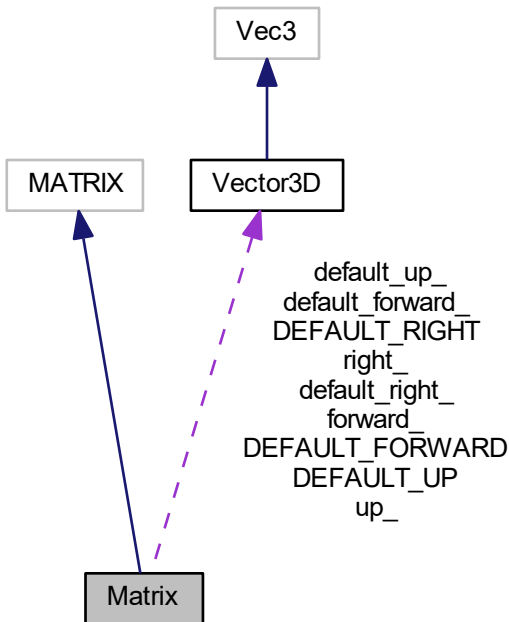 Vec3
MATRIX
Vector3D
default_up_
default_forward_
DEFAULT_RIGHT
right_
default_right_
forward_
DEFAULT_FORWARD
DEFAULT_UP
up_
Matrix